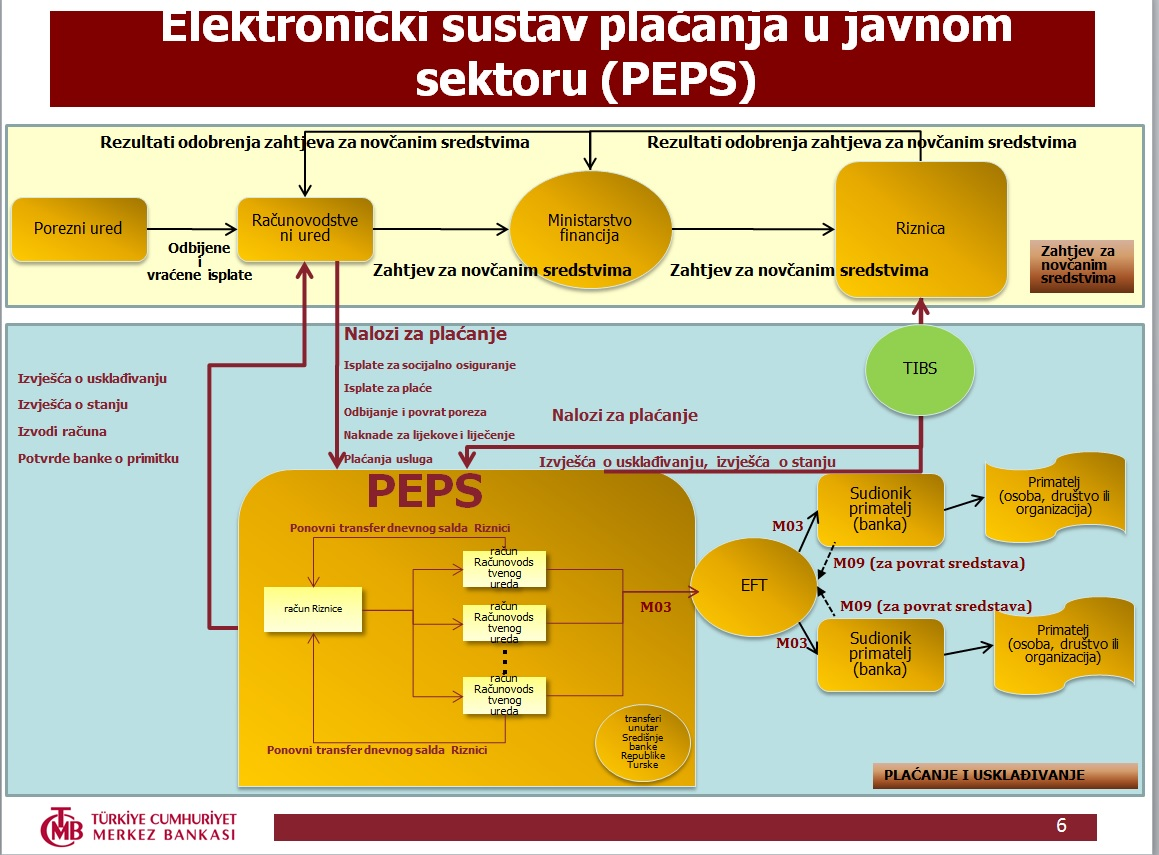 Elektronički sustav plaćanja u javnom
sektoru (PEPS)
Rezultati odobrenja zahtjeva za novčanim sredstvima
Rezultati odobrenja zahtjeva za novčanim sredstvima
Porezni ured
Računovodstve
ni ured
Ministarstvo
financija
Riznica
Odbijene
i
vraćene isplate
Zahtjev za novčanim sredstvima
Zahtjev za novčanim sredstvima
Zahtjev za
novčanim
sredstvima
Nalozi za plaćanje
Isplate za socijalno osiguranje
Isplate za plaće
Odbijanje i povrat poreza
Naknade za lijekove i liječenje
Plaćanja usluga
Izvješća o usklađivanju
Izvješća o stanju
Izvodi računa
Potvrde banke o primitku
TIBS
Nalozi za plaćanje
Izvješća o usklađivanju, izvješća o stanju
PEPS
Ponovni transfer dnevnog salda Riznici
račun Riznice
račun
Računovods
tvenog
ureda
račun
Računovods
tvenog
ureda
račun
Računovods
tvenog
ureda
Ponovni transfer dnevnog salda Riznici
transferi
unutar
Središnje
banke
Republike
Turske
M03
EFT
M03
Sudionik
primatelj
(banka)
Primatelj
(osoba, društvo ili
organizacija)
M09 (za povrat sredstava)
M09 (za povrat sredstava)
M03
Sudionik
primatelj
(banka)
Primatelj
(osoba, društvo ili
organizacija)
PLAĆANJE I USKLAĐIVANJE
TCMB
TÜRKİYE CUMHURİYET
MERKEZ BANKASI
6